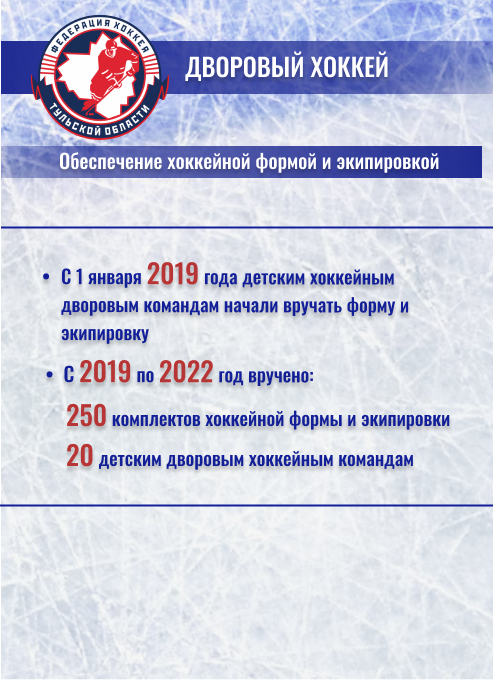 ФЕДЕРАЦИЯ ХОККЕЯ
ТУЛЬСКОЙ ОБЛАСТИ
ДВОРОВЫЙ ХОККЕЙ
Обеспечение хоккейной формой и экипировкой
• С 1 января 2019 года детским хоккейным
дворовым командам начали вручать форму и
экипировку
• С 2019 по 2022 год вручено:
250 комплектов хоккейной формы и экипировки
20 детским дворовым хоккейным командам